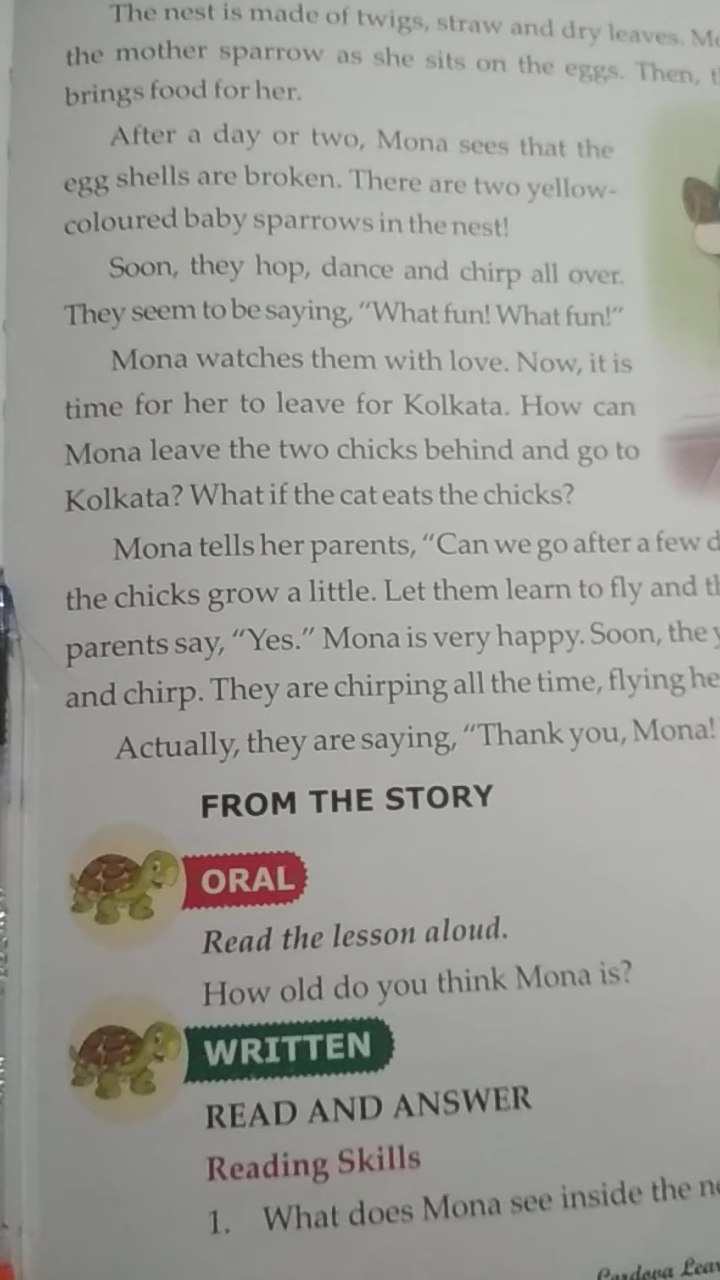 The nest is made of twigs, straw and dry leaves.
the mother sparrow as she sits on the eggs. Then,
brings food for her.
After a day or two, Mona sees that the
egg shells are broken. There are two yellow-
coloured baby sparrows in the nest!
Soon, they hop, dance and chirp all over.
They seem to be saying, "What fun! What fun!"
Mona watches them with love. Now, it is
time for her to leave for Kolkata. How can
Mona leave the two chicks behind and go to
Kolkata? What if the cat eats the chicks?
Mona tells her parents, "Can we go after a few
the chicks grow a little. Let them learn to fly and
parents say, "Yes." Mona is very happy. Soon, the
and chirp. They are chirping all the time, flying
Actually, they are saying, "Thank you, Mona!
FROM THE STORY
ORAL
Read the lesson aloud.
How old do you think Mona is?
WRITTEN
READ AND ANSWER
Reading Skills
1. What does Mona see inside the